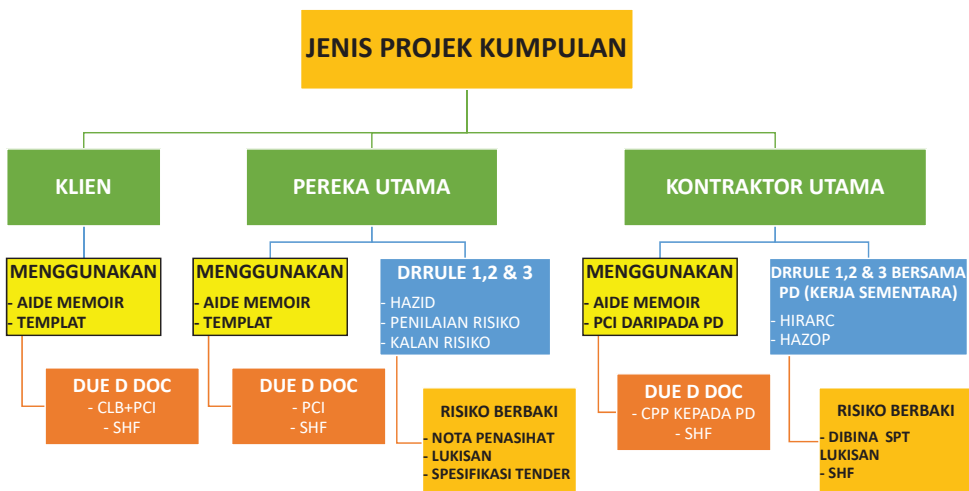 JENIS PROJEK KUMPULAN
KLIEN
PEREKA UTAMA
KONTRAKTOR UTAMA
MENGGUNAKAN
- AIDE MEMOIR
- TEMPLAT
MENGGUNAKAN
- AIDE MEMOIR
- TEMPLAT
DRRULE 1,2 & 3
- HAZID
- PENILAIAN RISIKO
- KALAN RISIKO
MENGGUNAKAN
- AIDE MEMOIR
- PCI DARIPADA PD
DRRULE 1,2 & 3 BERSAMA
PD (KERJA SEMENTARA)
- HIRARC
- HAZOP
DUE D DOC
- CLB+PCI
- SHF
DUE D DOC
- PCI
- SHF
RISIKO BERBAKI
- NOTA PENASIHAT
- LUKISAN
- SPESIFIKASI TENDER
DUE D DOC
- CPP KEPADA PD
- SHF
RISIKO BERBAKI
- DIBINA SPT
LUKISAN
- SHF